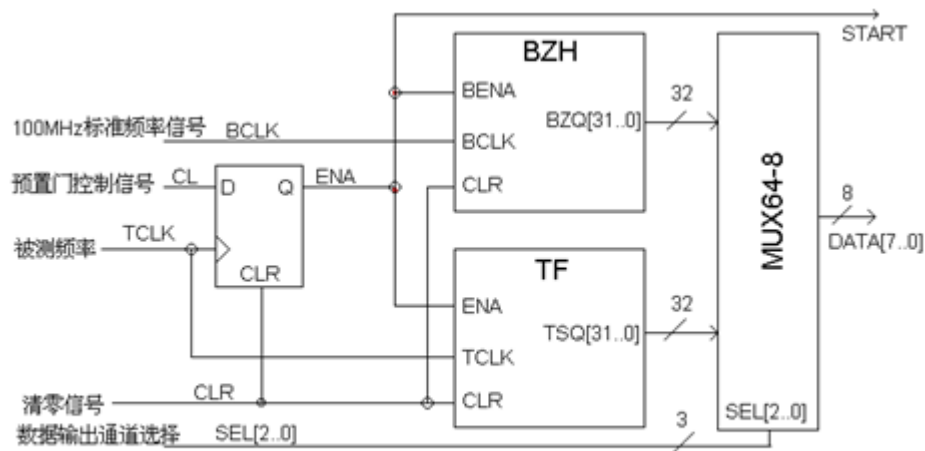 START
BZH
BENA
BZQ[31..0]
32
100MHz标准频率信号
BCLK
BCLK
预置门控制信号
CL
D
Q
ENA
CLR
MUX64-8
8
DATA[7..0]
被测频率
TCLK
CLR
TF
ENA
TSQ[31..0]
32
TCLK
清零信号
CLR
CLR
SEL[2..0]
数据输出通道选择
SEL[2..0]
3